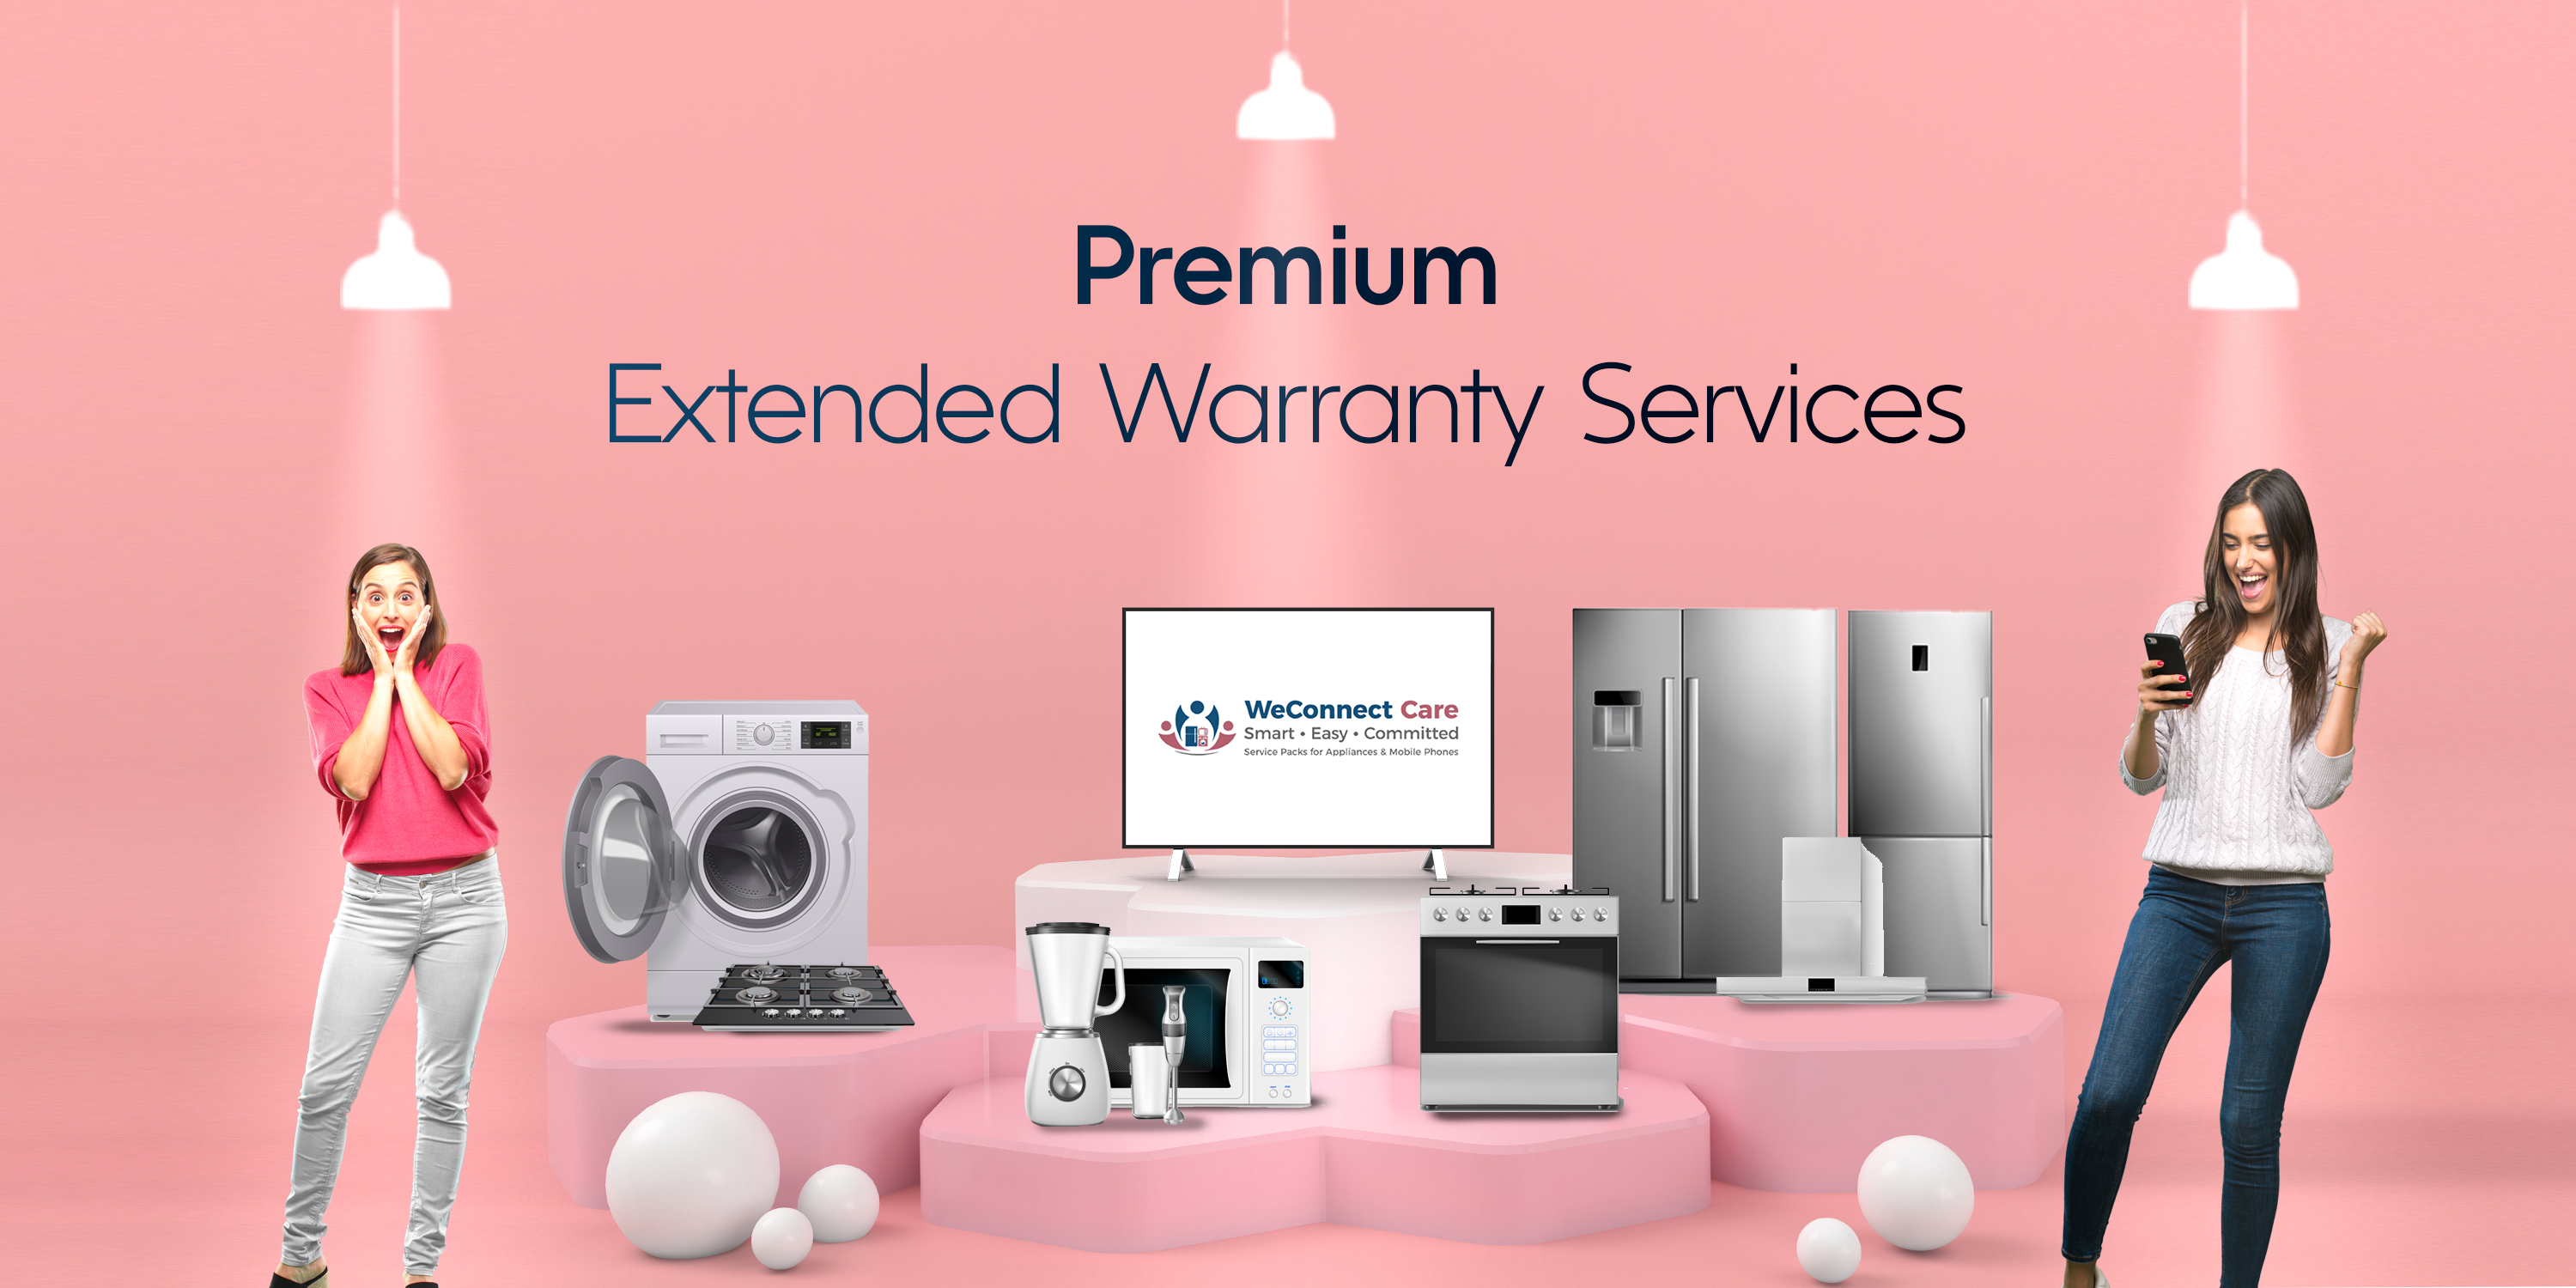 Premium
Extended Warranty Services
WeConnect Care
Smart • Easy • Committed
Service Packs for Appliances & Mobile Phones